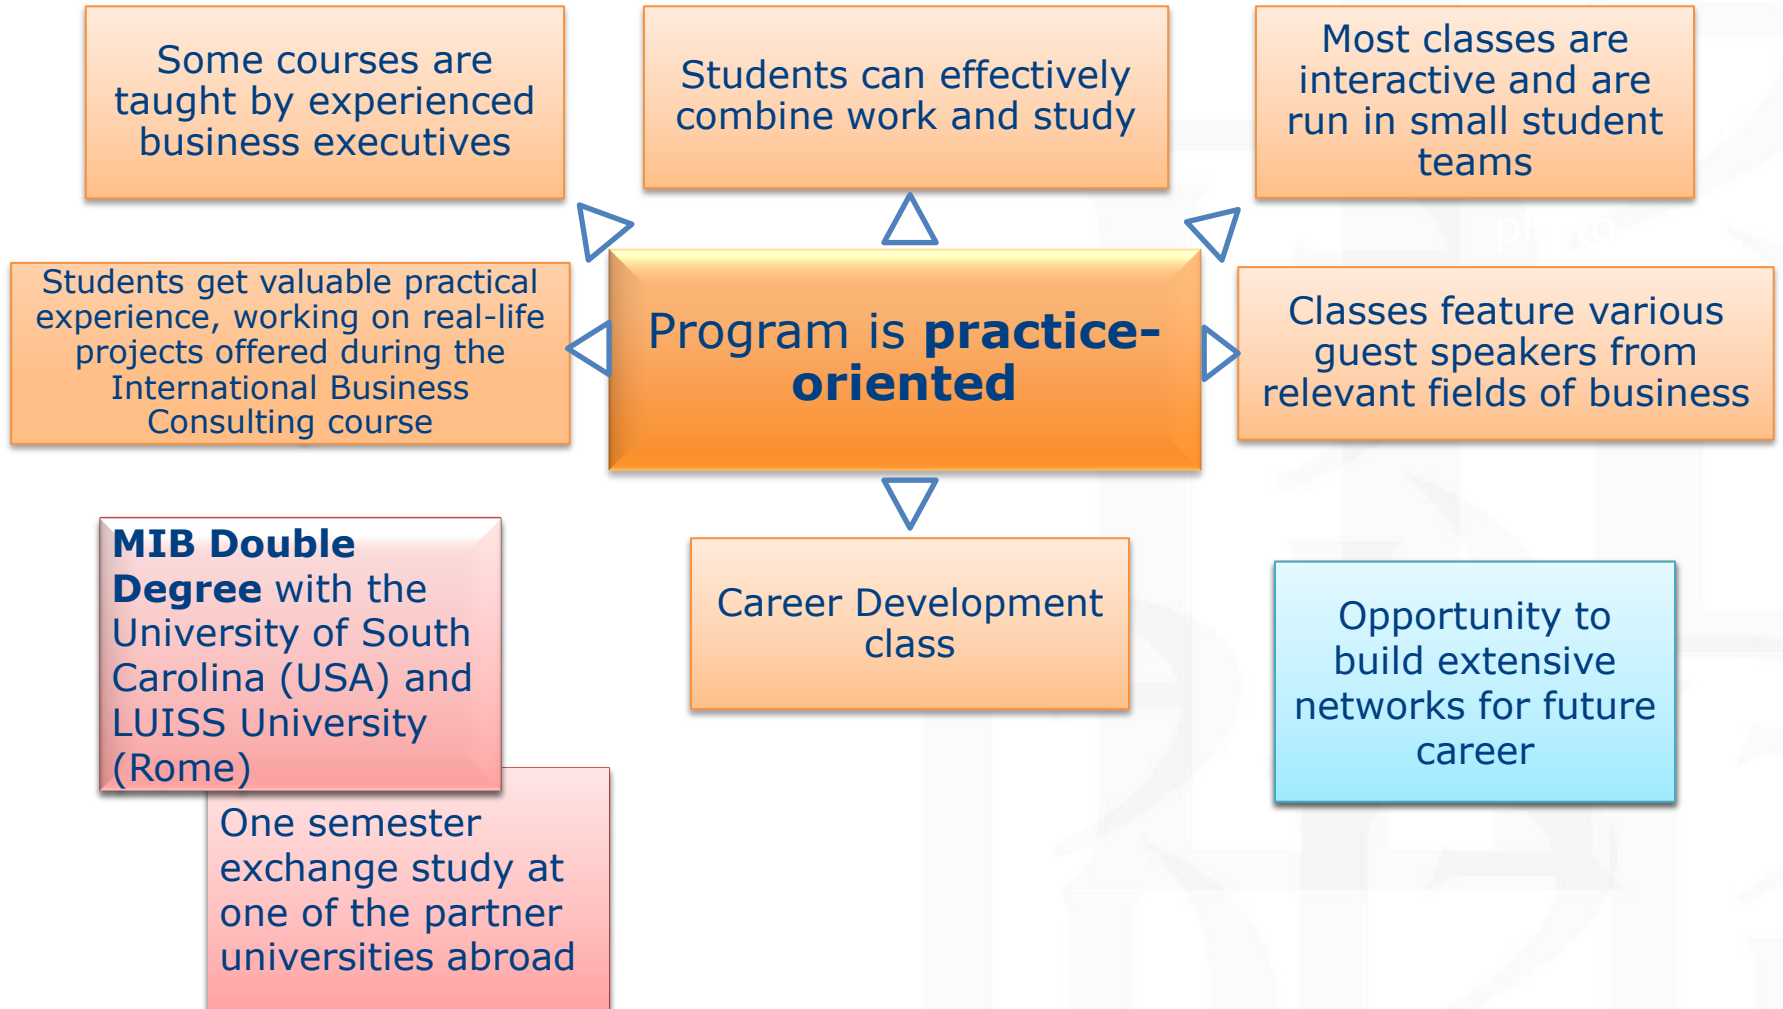 Some courses are
taught by experienced
business executives
Students can effectively
combine work and study
Most classes are
interactive and are
run in small student
teams
Students get valuable practical
experience, working on real-life
projects offered during the
International Business
Consulting course
Program is practice-
oriented
Classes feature various
guest speakers from
relevant fields of business
MIB Double
Degree with the
University of South
Carolina (USA) and
LUISS University
(Rome)
Career Development
class
Opportunity to
build extensive
networks for future
career
One semester
exchange study at
one of the partner
universities abroad